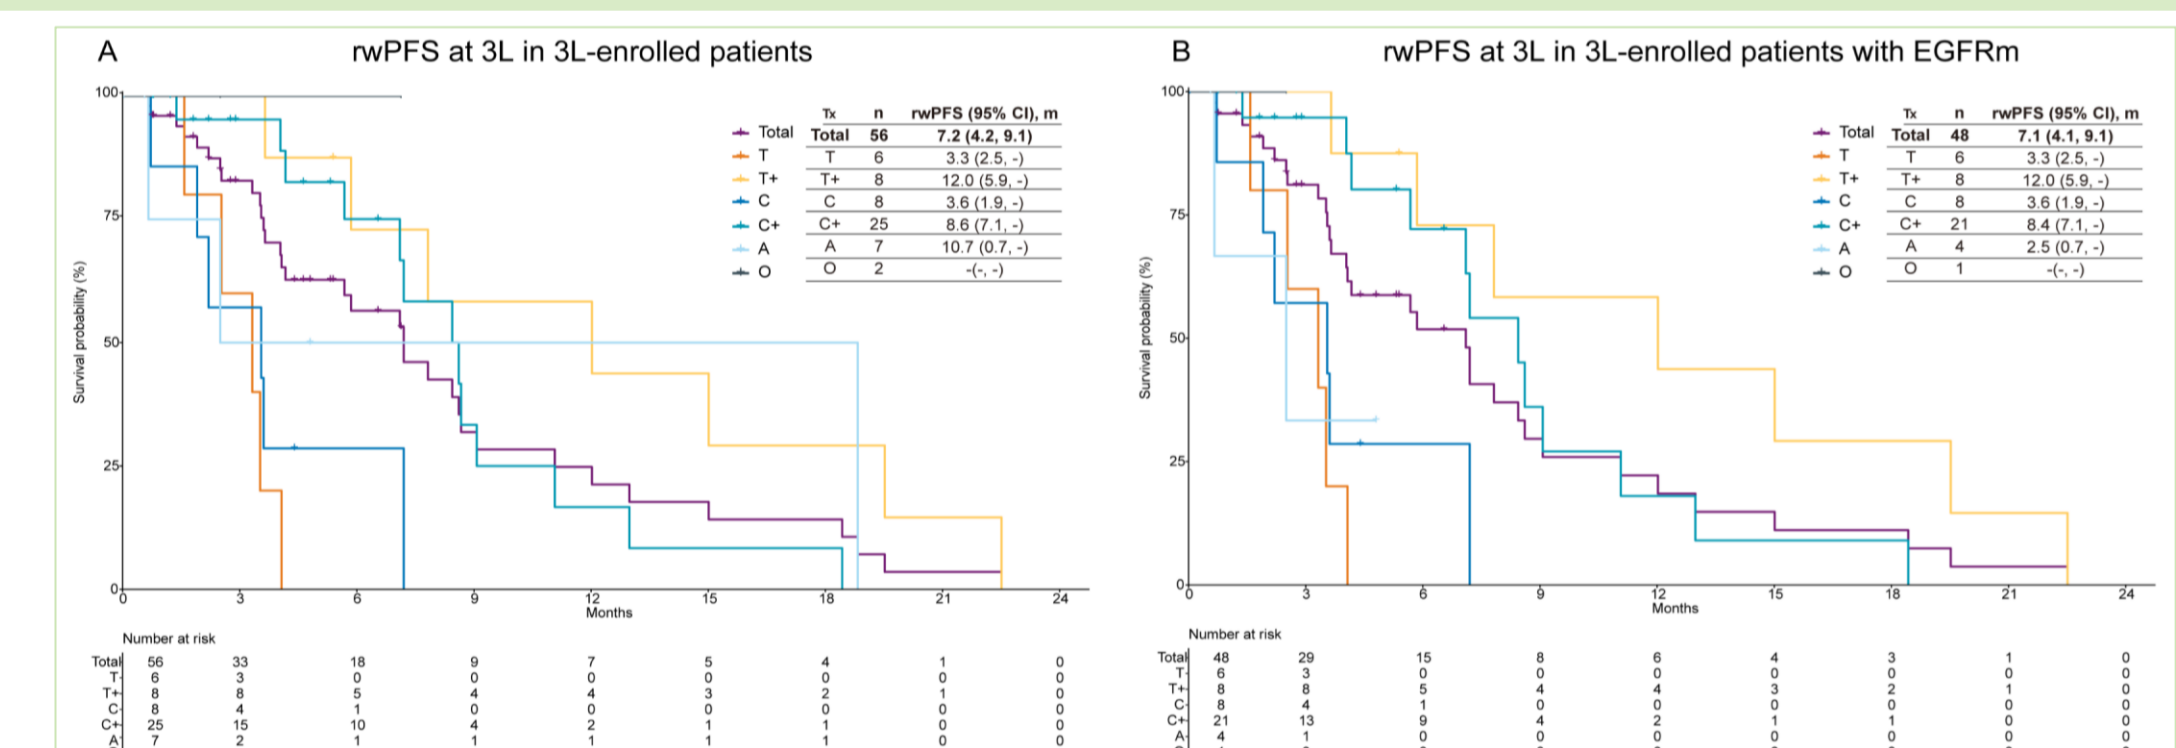 A
rwPFS at 3L in 3L-enrolled patients
Survival probability (%)
100
75
50
25
0
0 3 6 9 12 15 18 21 24
Months
Total
T
T+
C
C+
A
O
Tx n rwPFS (95% CI), m
Total 56 7.2 (4.2, 9.1)
T 6 3.3 (2.5, -)
T+ 8 12.0 (5.9, -)
C 8 3.6 (1.9, -)
C+ 25 8.6 (7.1, -)
A 7 10.7 (0.7, -)
O 2 -(-, -)
Number at risk
Total 56 33 18 9 7 5 4 1 0
T 6 3 0 0 0 0 0 0 0
T+ 8 8 5 4 4 3 2 1 0
C 8 4 1 0 0 0 0 0 0
C+ 25 15 10 4 2 1 1 0 0
A 7 2 1 1 1 1 1 0 0
B
rwPFS at 3L in 3L-enrolled patients with EGFRm
Survival probability (%)
100
75
50
25
0
0 3 6 9 12 15 18 21 24
Months
Total
T
T+
C
C+
A
O
Tx n rwPFS (95% CI), m
Total 48 7.1 (4.1, 9.1)
T 6 3.3 (2.5, -)
T+ 8 12.0 (5.9, -)
C 8 3.6 (1.9, -)
C+ 21 8.4 (7.1, -)
A 4 2.5 (0.7, -)
O 1 -(-, -)
Number at risk
Total 48 29 15 8 6 4 3 1 0
T 6 3 0 0 0 0 0 0 0
T+ 8 8 5 4 4 3 2 1 0
C 8 4 1 0 0 0 0 0 0
C+ 21 13 9 4 2 1 1 0 0
A 4 1 0 0 0 0 0 0 0